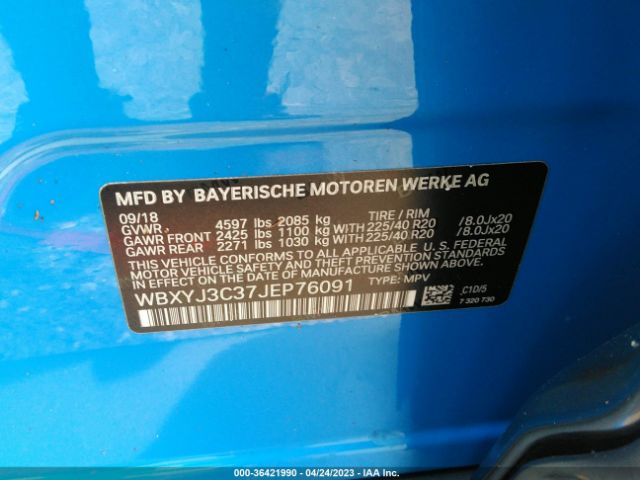 MFD BY BAYERISCHE MOTOREN WERKE AG
09/18
GVWR 4597 lbs 2085 kg TIRE / RIM
GAWR FRONT 2425 lbs 1100 kg WITH 225/40 R20 /8.0Jx20
GAWR REAR 2271 lbs 1030 kg WITH 225/40 R20 /8.0Jx20
THIS VEHICLE CONFORMS TO ALL APPLICABLE U. S. FEDERAL
MOTOR VEHICLE SAFETY, BUMPER, AND THEFT PREVENTION
STANDARDS IN EFFECT ON THE DATE OF MANUFACTURE SHOWN ABOVE.
WBXYJ3C37JEP76091 TYPE: MPV
C1D/5
7 320 730
000-36421990 - 04/24/2023 - IAA Inc.